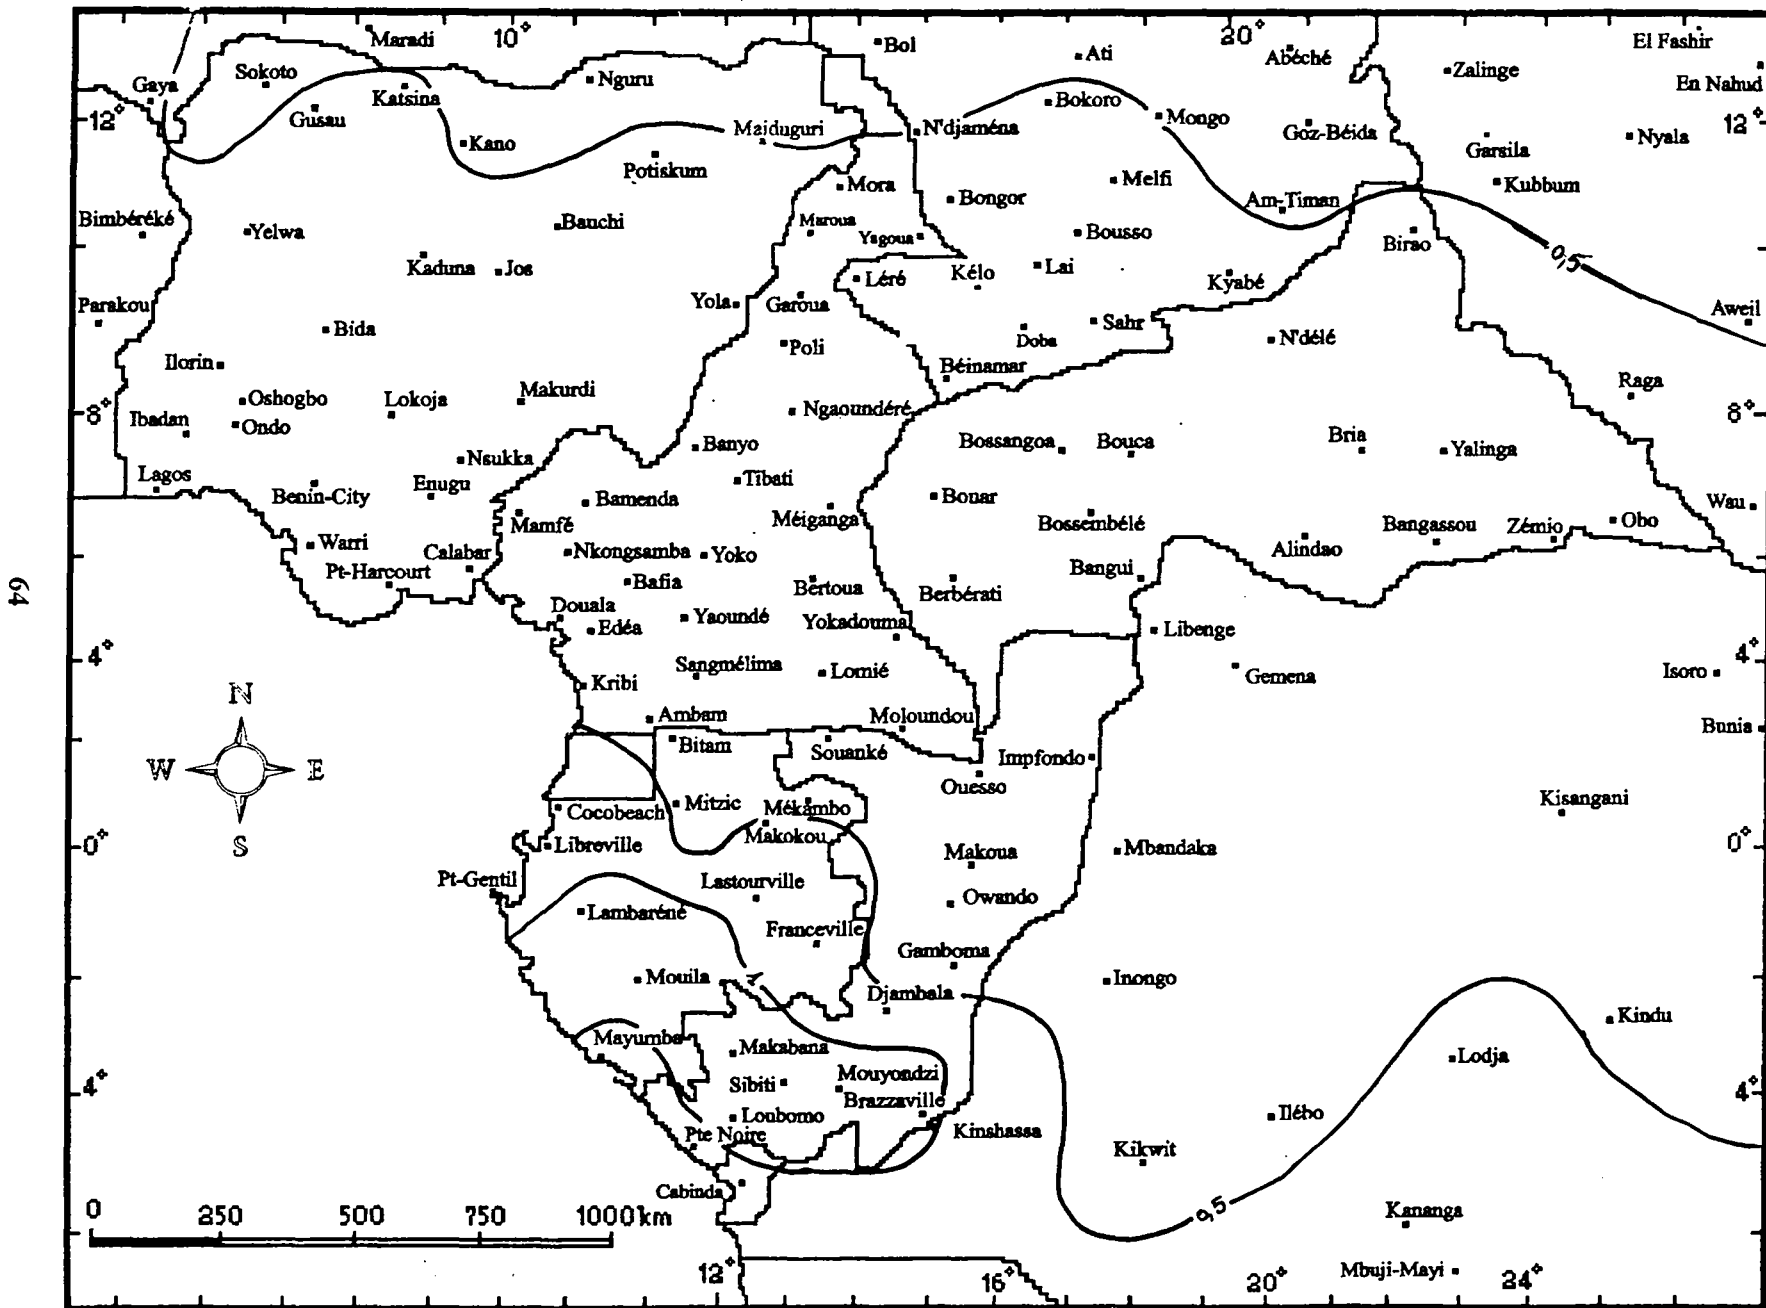 Maradi
10°
Bol
Ati
20°
Abéché
El Fashir
Gaya
Sokoto
Nguru
Zalinge
En Nahud
12°
Gusau
Katsina
Bokoro
Mongo
Goz-Béida
12°
Kano
Maiduguri
N'djaména
Garsila
Nyala
Potiskum
Mora
Bongor
Melfi
Am-Timan
Kubbum
Bimbéréké
Yelwa
Bauchi
Maroua
Yagoua
Bousso
Birao
Kaduna
Jos
Léré
Kélo
Lai
Kyabé
0,5
Parakou
Yola
Garoua
Aweil
Bida
Poli
Doba
Sahr
N'délé
Ilorin
Béinamar
Raga
Oshogbo
Lokoja
Makurdi
Ngaoundéré
8°
8°
Ibadan
Ondo
Banyo
Bossangoa
Bouca
Bria
Yalinga
Lagos
Nsukka
Benin-City
Enugu
Bamenda
Tibati
Bouar
Wau
Mamfé
Méiganga
Bossembélé
Bangassou
Zémio
Obo
Warri
Calabar
Nkongsamba
Yoko
Alindao
Pt-Harcourt
Bafia
Bertoua
Berbérati
Bangui
64
Douala
Edéa
Yaoundé
Yokadouma
Libenge
4°
Sangmélima
Lomié
Gemena
4°
Isoro
N
Kribi
Ambam
Moloundou
Bunia
W
E
Bitam
Souanké
Impfondo
Ouesso
Mitzic
Mékambo
Kisangani
Cocobeach
Makokou
S
0°
Libreville
Makoua
Mbandaka
0°
Pt-Gentil
Lastourville
Owando
Lambaréné
Franceville
Gamboma
Mouila
1
Djambala
Inongo
Kindu
Mayumba
Makabana
Lodja
4°
Sibiti
Mouyondzi
Brazzaville
4°
Loubomo
Ilébo
Pte Noire
Kinshassa
Kikwit
Cabinda
0,5
0
250
500
750
1000km
Kananga
12°
16°
20°
Mbuji-Mayi
24°